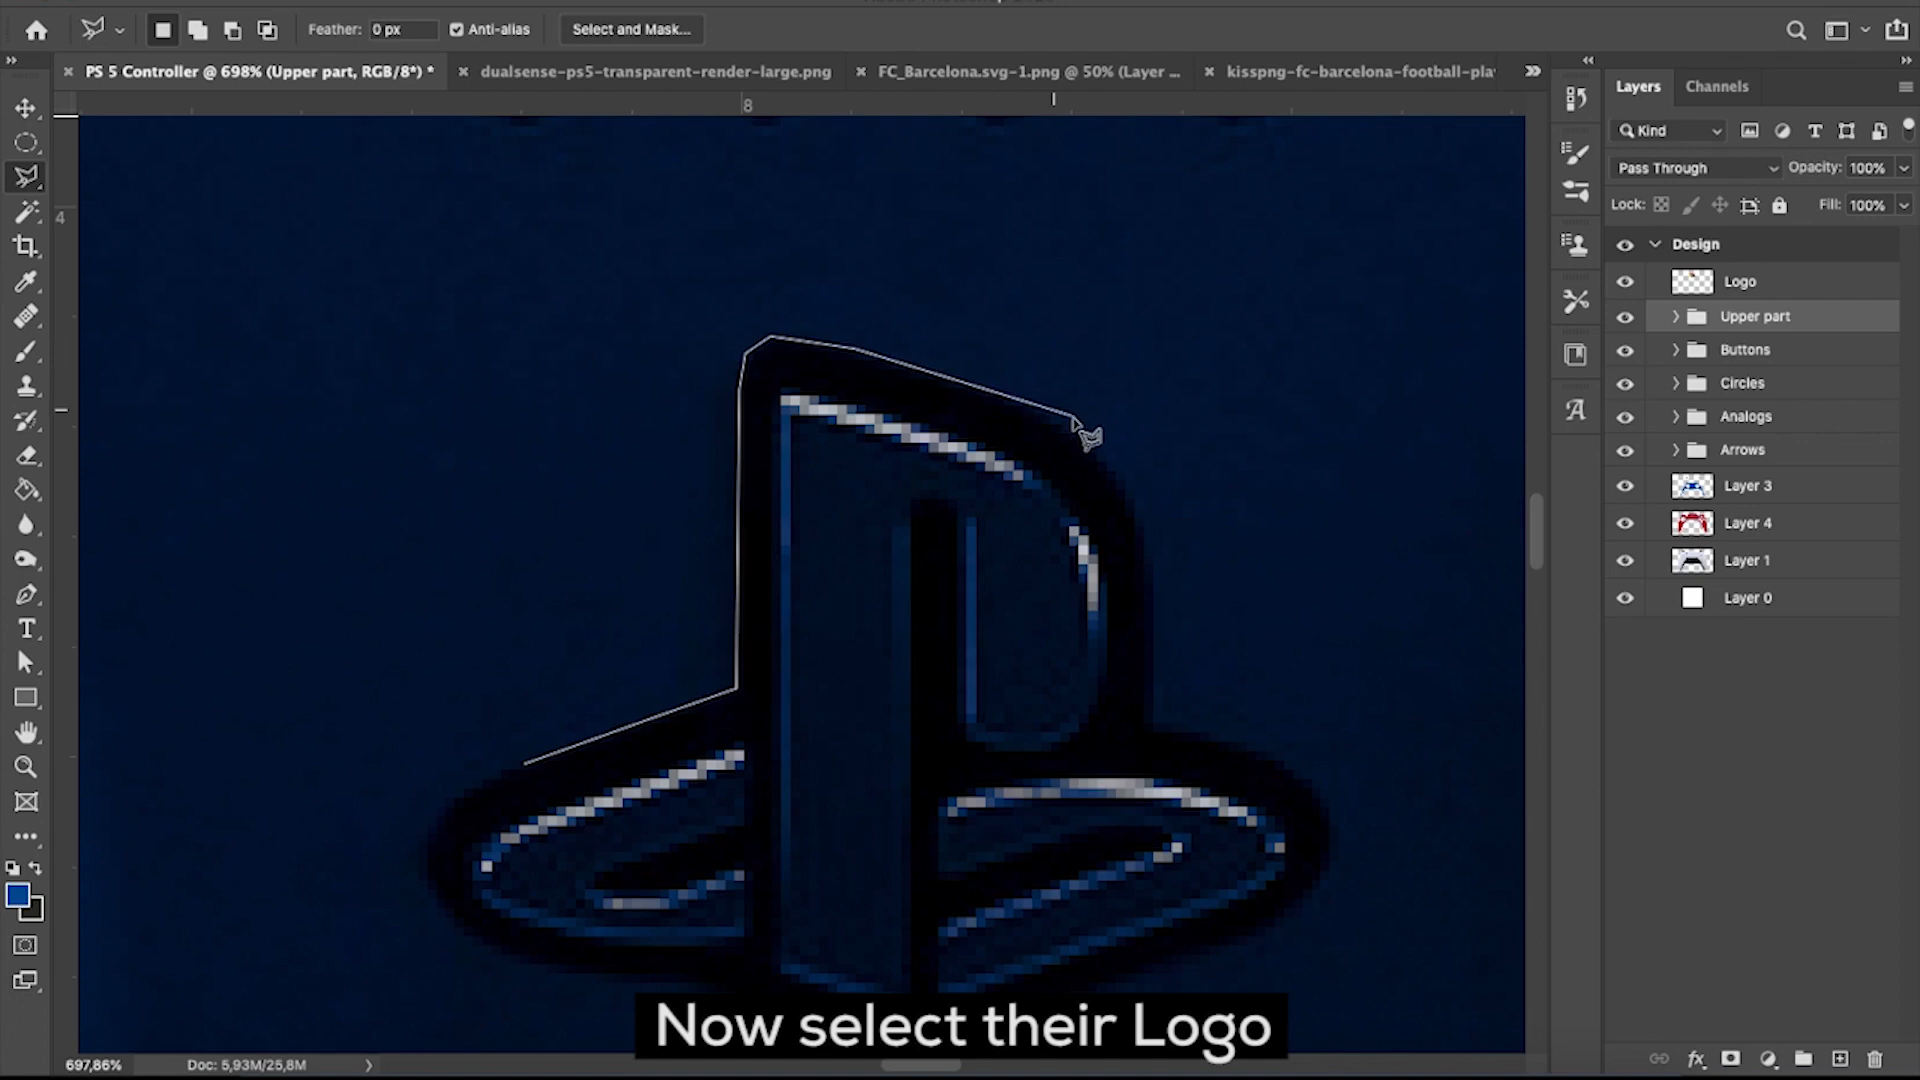 Feather: 0 px Anti-alias Select and Mask...
PS 5 Controller @ 698% (Upper part, RGB/8*) * dualsense-ps5-transparent-render-large.png FC_Barcelona.svg-1.png @ 50% (Layer ... kisspng-fc-barcelona-football-play
8
4
Layers Channels
Kind
Pass Through Opacity: 100%
Lock: Fill: 100%
Design
Logo
Upper part
Buttons
Circles
Analogs
Arrows
Layer 3
Layer 4
Layer 1
Layer 0
Now select their Logo
697,86% Doc: 5,93M/25,8M